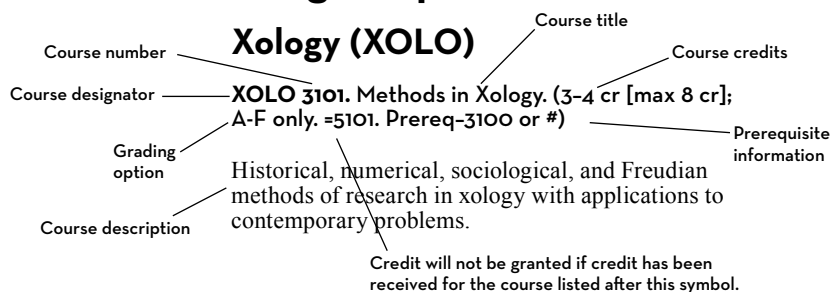 Xology (XOLO)
Course title
Course number
Course credits
Course designator
XOLO 3101. Methods in Xology. (3–4 cr [max 8 cr];
A-F only. =5101. Prereq–3100 or #)
Prerequisite
information
Grading
option
Historical, numerical, sociological, and Freudian
methods of research in xology with applications to
contemporary problems.
Course description
Credit will not be granted if credit has been
received for the course listed after this symbol.